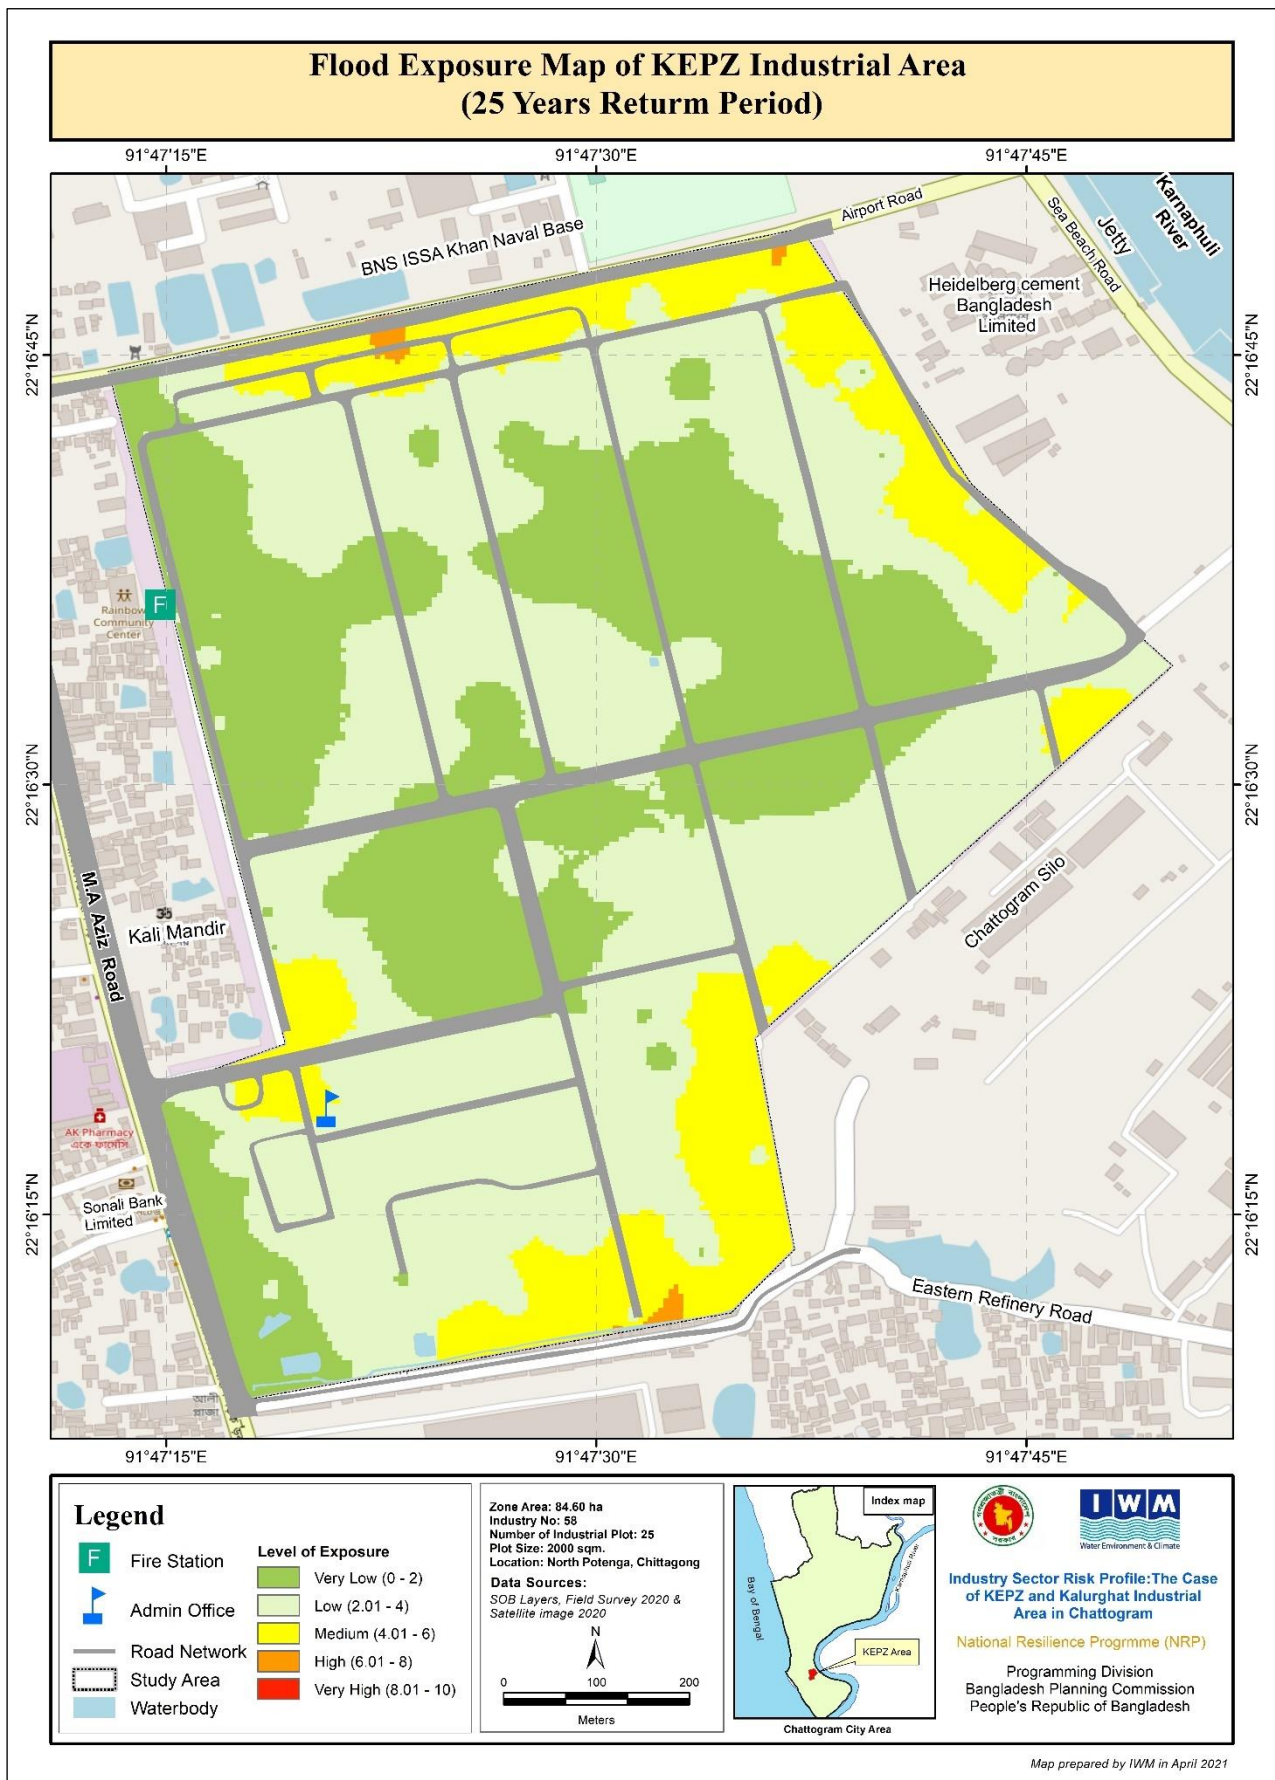 Flood Exposure Map of KEPZ Industrial Area
(25 Years Returm Period)
91°47'15"E
91°47'30"E
91°47'45"E
Karnaphuli
River
Jetty
Airport Road
Sea Beach Road
BNS ISSA Khan Naval Base
Heidelberg cement
Bangladesh
Limited
22°16'45"N
22°16'45"N
F
Rainbow
Community
Center
22°16'30"N
22°16'30"N
M.A Aziz Road
ॐ
Kali Mandir
Chattogram Silo
AK Pharmacy
একে ফার্মেসি
Sonali Bank
Limited
22°16'15"N
22°16'15"N
Eastern Refinery Road
আলী
প্লাজা
91°47'15"E
91°47'30"E
91°47'45"E
Legend
F Fire Station
Admin Office
Road Network
Study Area
Waterbody
Level of Exposure
Very Low (0 - 2)
Low (2.01 - 4)
Medium (4.01 - 6)
High (6.01 - 8)
Very High (8.01 - 10)
Zone Area: 84.60 ha
Industry No: 58
Number of Industrial Plot: 25
Plot Size: 2000 sqm.
Location: North Potenga, Chittagong
Data Sources:
SOB Layers, Field Survey 2020 &
Satellite image 2020
N
0 100 200
Meters
Index map
Karnaphuli River
Bay of Bengal
KEPZ Area
Chattogram City Area
IWM
Water Environment & Climate
Industry Sector Risk Profile:The Case
of KEPZ and Kalurghat Industrial
Area in Chattogram
National Resilience Progrmme (NRP)
Programming Division
Bangladesh Planning Commission
People's Republic of Bangladesh
Map prepared by IWM in April 2021